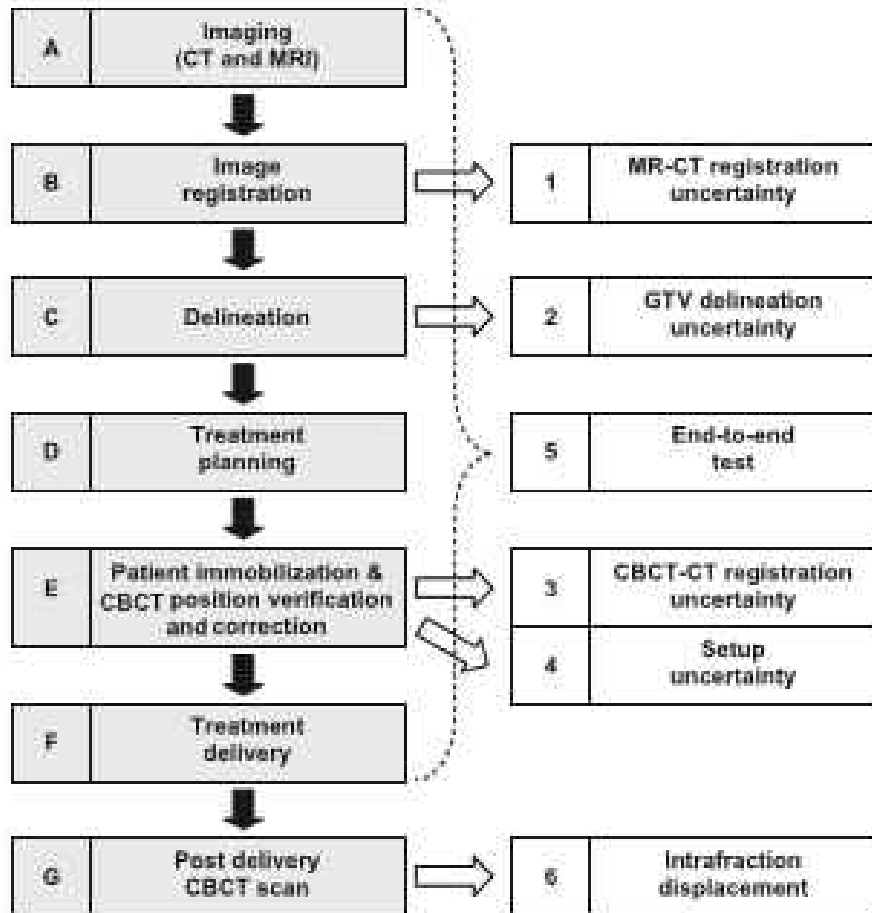 A
Imaging
(CT and MRI)
B
Image
registration
1
MR-CT registration
uncertainty
C
Delineation
2
GTV delineation
uncertainty
D
Treatment
planning
5
End-to-end
test
E
Patient immobilization &
CBCT position verification
and correction
3
CBCT-CT registration
uncertainty
4
Setup
uncertainty
F
Treatment
delivery
G
Post delivery
CBCT scan
6
Intrafraction
displacement